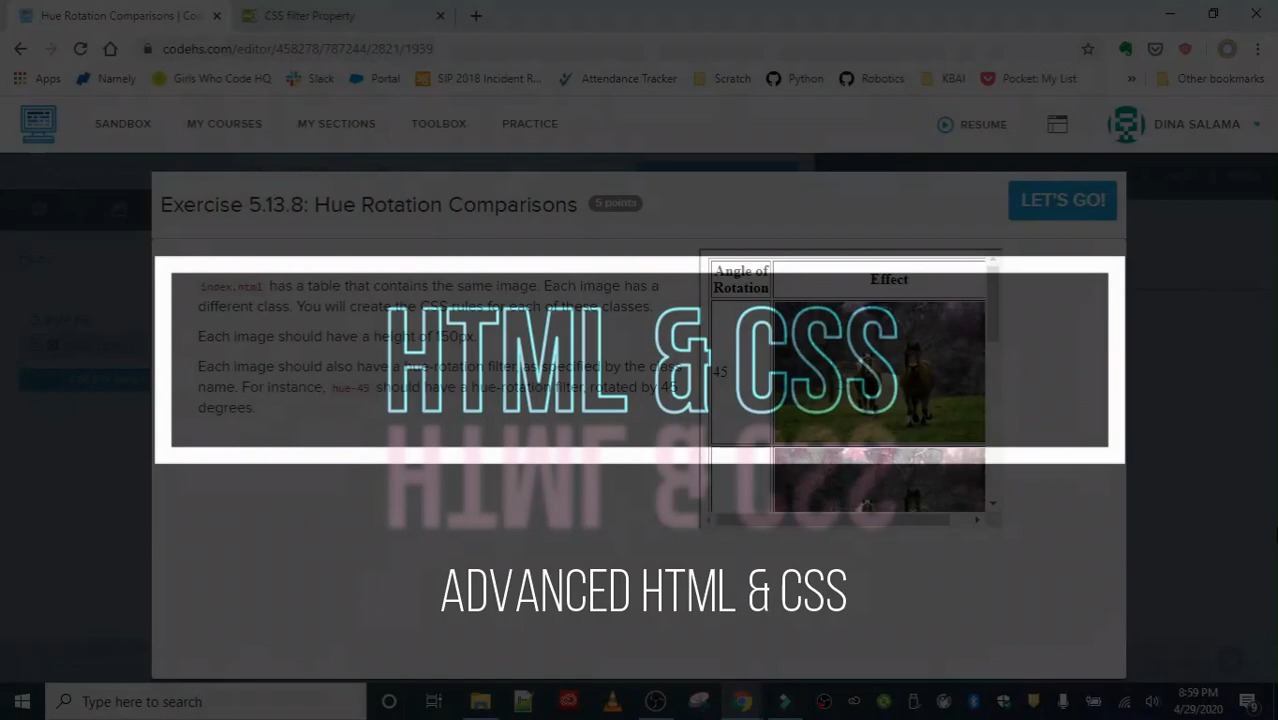 Hue Rotation Comparisons | Co
CSS filter Property
codehs.com/editor/458278/787244/2821/1939
Apps
Namely
Girls Who Code HQ
Slack
Portal
SIP 2018 Incident R...
Attendance Tracker
Scratch
Python
Robotics
KBAI
Pocket: My List
»
Other bookmarks
SANDBOX
MY COURSES
MY SECTIONS
TOOLBOX
PRACTICE
RESUME
DINA SALAMA
Exercise 5.13.8: Hue Rotation Comparisons
5 points
LET'S GO!
index.html has a table that contains the same image. Each image has a
different class. You will create the CSS rules for each of these classes.
Each image should have a height of 150px.
Each image should also have a hue-rotation filter, as specified by the class
name. For instance, hue-45 should have a hue-rotation filter, rotated by 45
degrees.
Angle of
Rotation
Effect
45
HTML & CSS
ADVANCED HTML & CSS
Type here to search
8:59 PM
4/29/2020
9